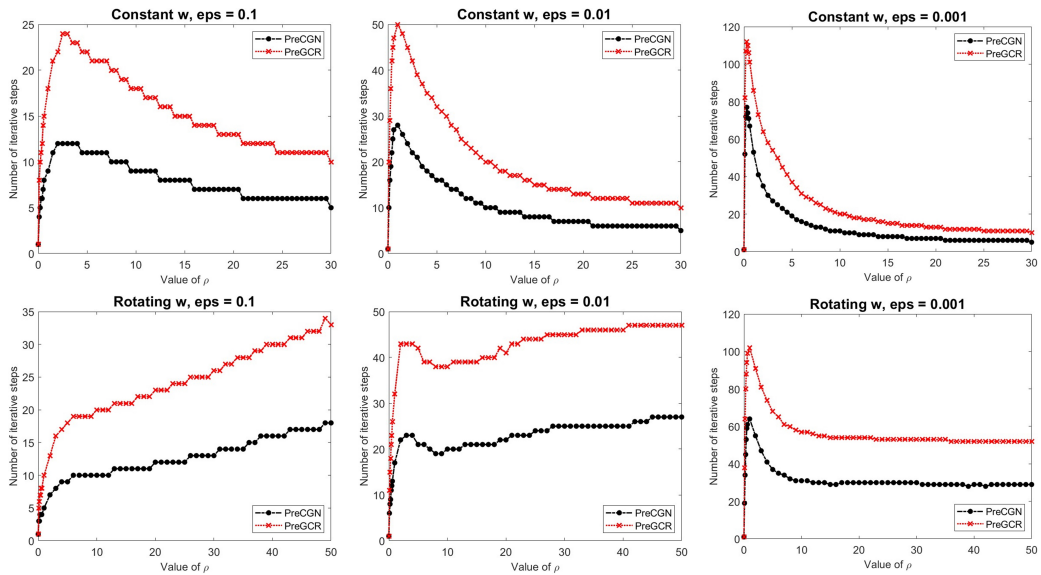 Constant w, eps = 0.1
Number of iterative steps
25
20
15
10
5
0
0 5 10 15 20 25 30
Value of ρ
PreCGN
PreGCR
Constant w, eps = 0.01
Number of iterative steps
50
40
30
20
10
0
0 5 10 15 20 25 30
Value of ρ
PreCGN
PreGCR
Constant w, eps = 0.001
Number of iterative steps
120
100
80
60
40
20
0
0 5 10 15 20 25 30
Value of ρ
PreCGN
PreGCR
Rotating w, eps = 0.1
Number of iterative steps
35
30
25
20
15
10
5
0
0 10 20 30 40 50
Value of ρ
PreCGN
PreGCR
Rotating w, eps = 0.01
Number of iterative steps
50
40
30
20
10
0
0 10 20 30 40 50
Value of ρ
PreCGN
PreGCR
Rotating w, eps = 0.001
Number of iterative steps
120
100
80
60
40
20
0
0 10 20 30 40 50
Value of ρ
PreCGN
PreGCR